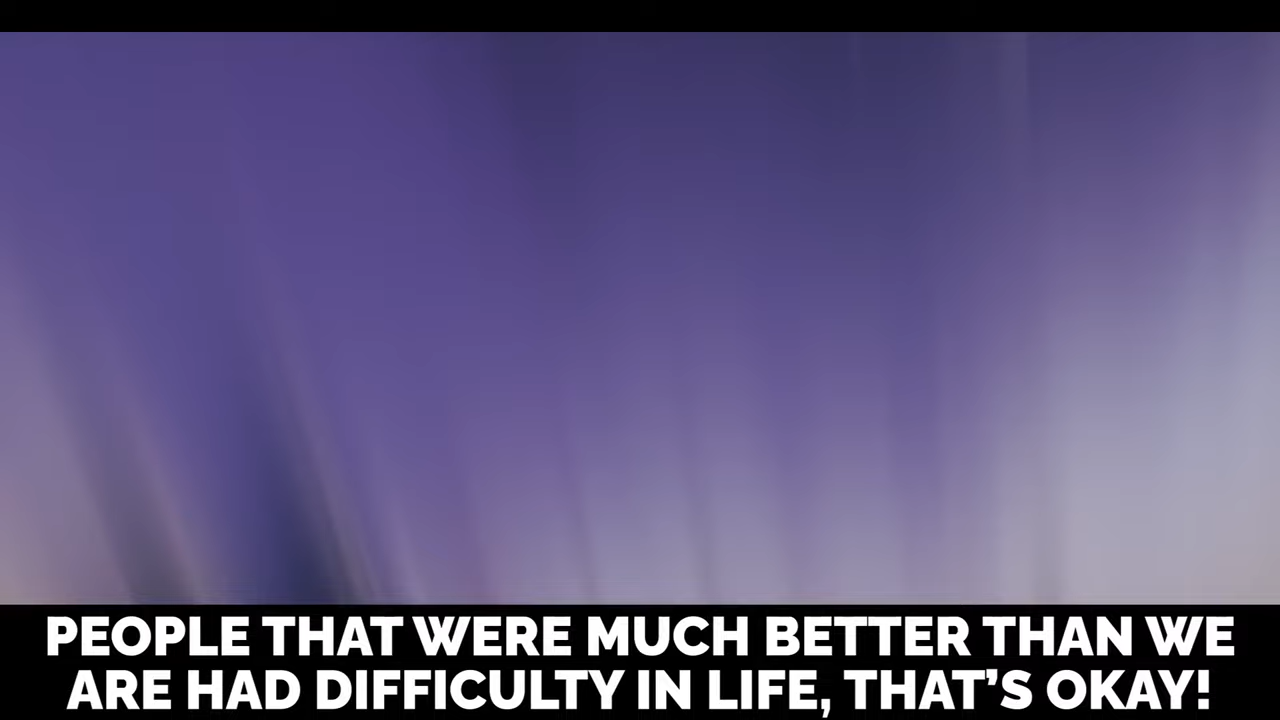 PEOPLE THAT WERE MUCH BETTER THAN WE
ARE HAD DIFFICULTY IN LIFE, THAT'S OKAY!